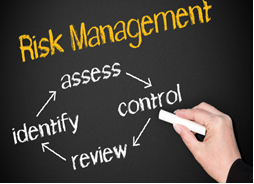 Risk Management
assess
control
identify
review